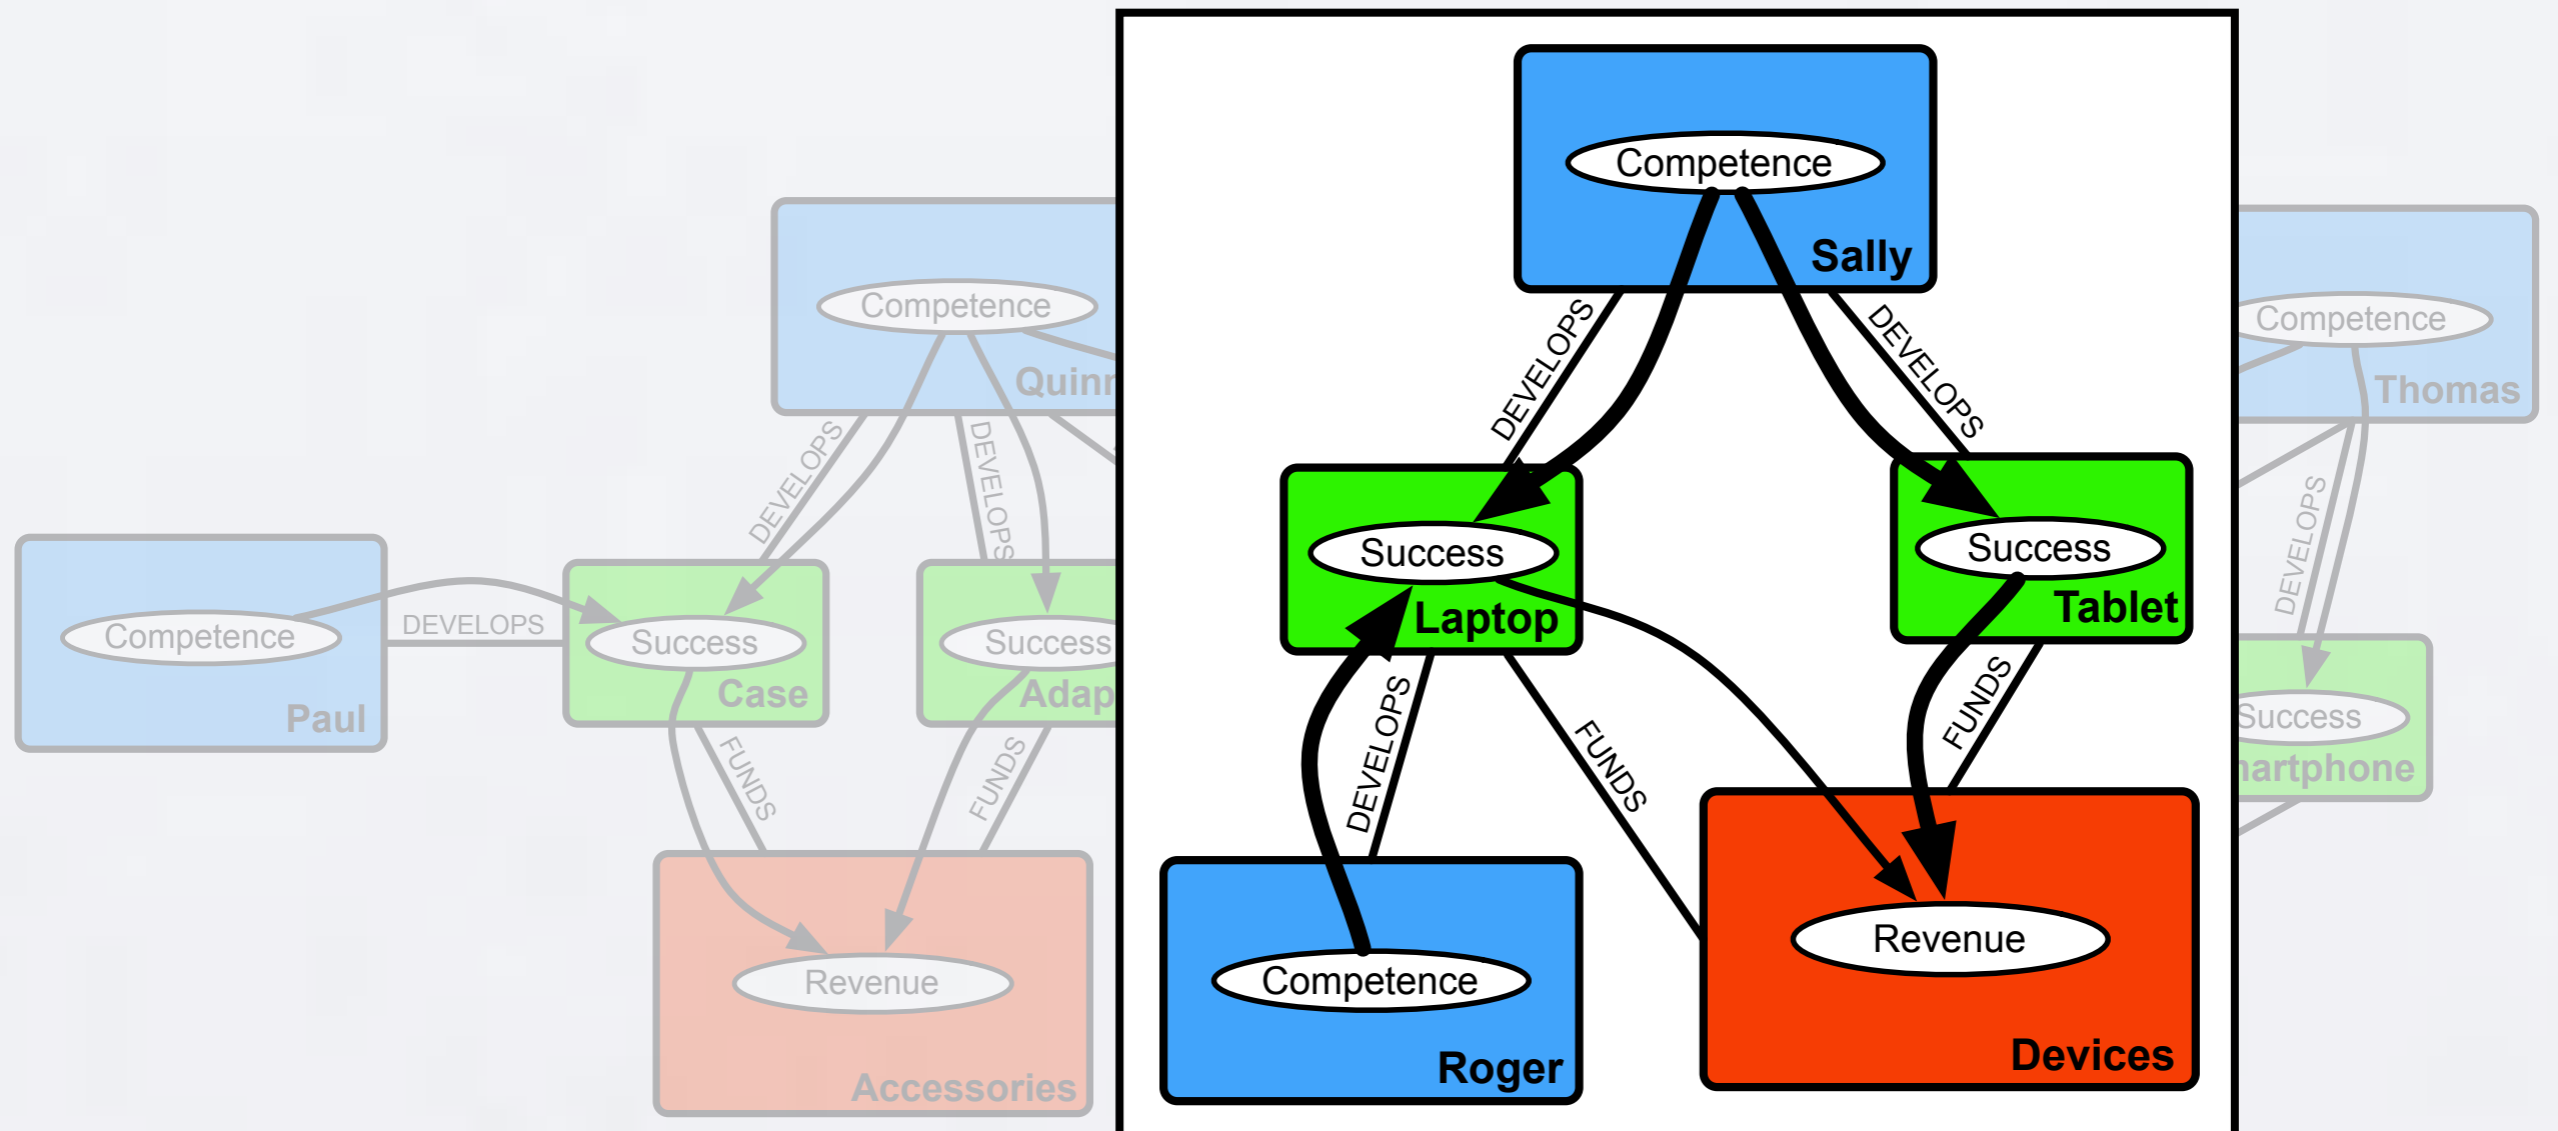 Competence
Sally
DEVELOPS
DEVELOPS
Success
Laptop
Success
Tablet
DEVELOPS
FUNDS
FUNDS
Competence
Roger
Revenue
Devices
Competence
Quinn
DEVELOPS
DEVELOPS
Competence
Paul
DEVELOPS
Success
Case
Success
Adap
FUNDS
FUNDS
Revenue
Accessories
Competence
Thomas
DEVELOPS
Success
martphone